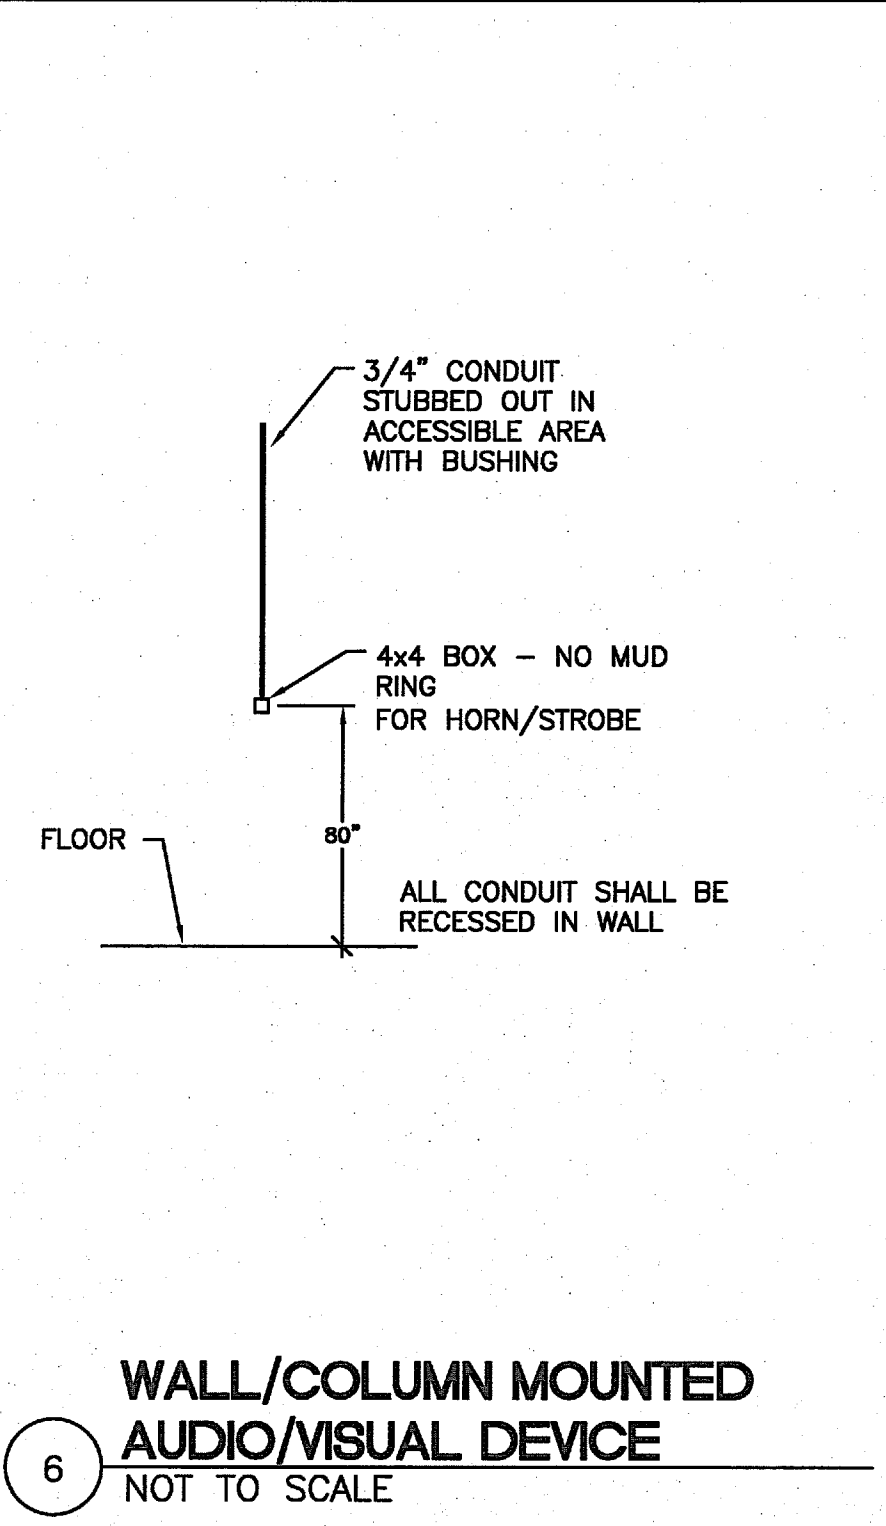 3/4" CONDUIT
STUBBED OUT IN
ACCESSIBLE AREA
WITH BUSHING
4x4 BOX – NO MUD
RING
FOR HORN/STROBE
FLOOR
80"
ALL CONDUIT SHALL BE
RECESSED IN WALL
WALL/COLUMN MOUNTED
AUDIO/VISUAL DEVICE
6
NOT TO SCALE